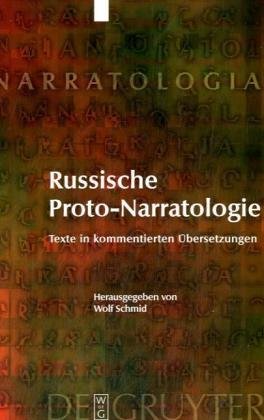 NARRATOLOGIA
Russische
Proto-Narratologie
Texte in kommentierten Übersetzungen
Herausgegeben von
Wolf Schmid
W
G
DE GRUYTER